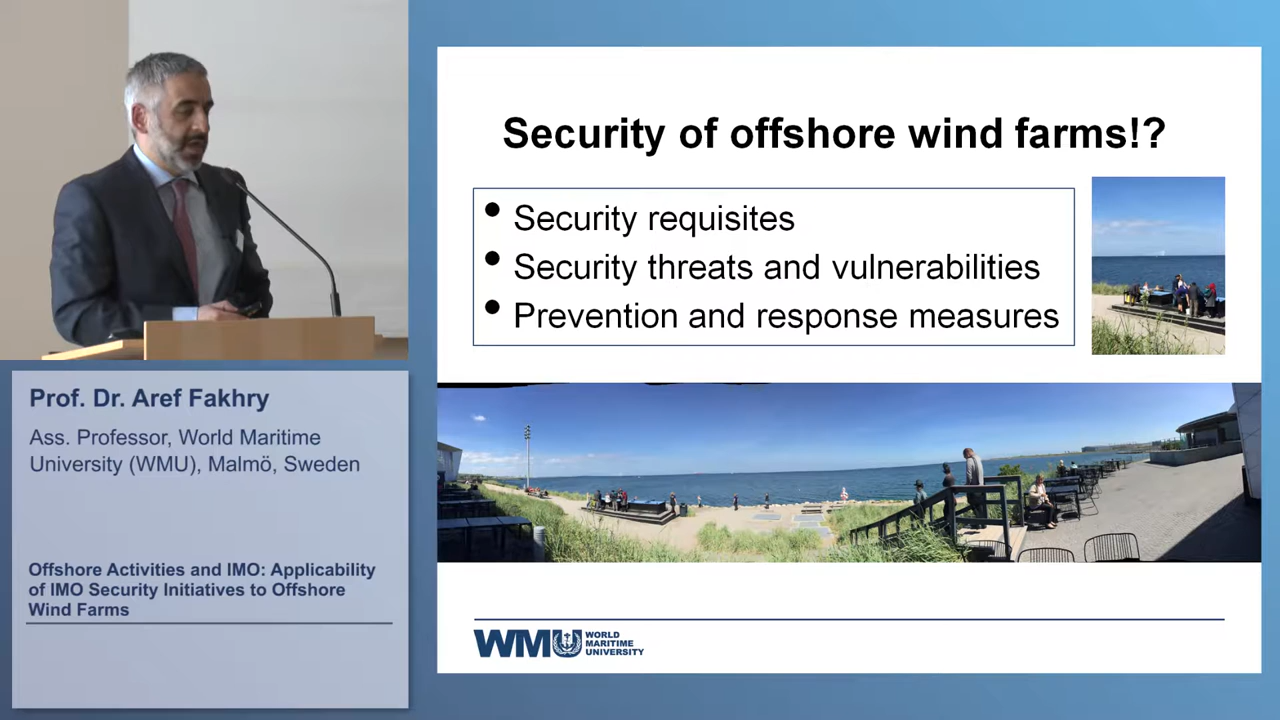 Security of offshore wind farms!?
• Security requisites
• Security threats and vulnerabilities
• Prevention and response measures
Prof. Dr. Aref Fakhry
Ass. Professor, World Maritime
University (WMU), Malmö, Sweden
Offshore Activities and IMO: Applicability
of IMO Security Initiatives to Offshore
Wind Farms
WMU WORLD
MARITIME
UNIVERSITY